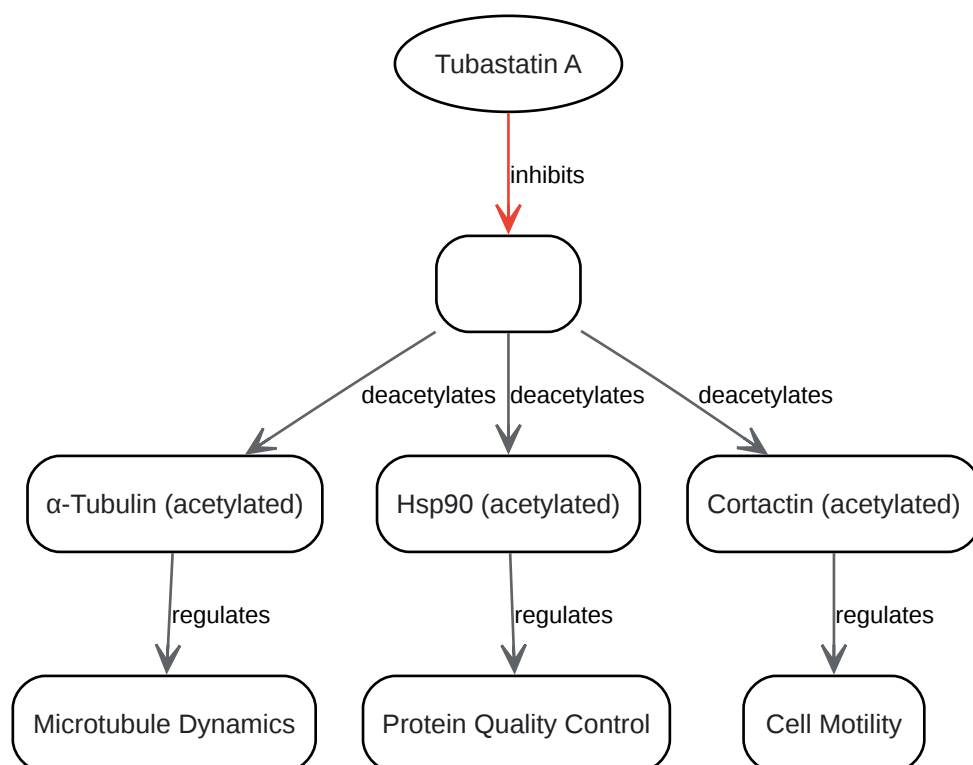 Tubastatin A
inhibits
deacetylates deacetylates deacetylates
α-Tubulin (acetylated) Hsp90 (acetylated) Cortactin (acetylated)
regulates regulates regulates
Microtubule Dynamics Protein Quality Control Cell Motility